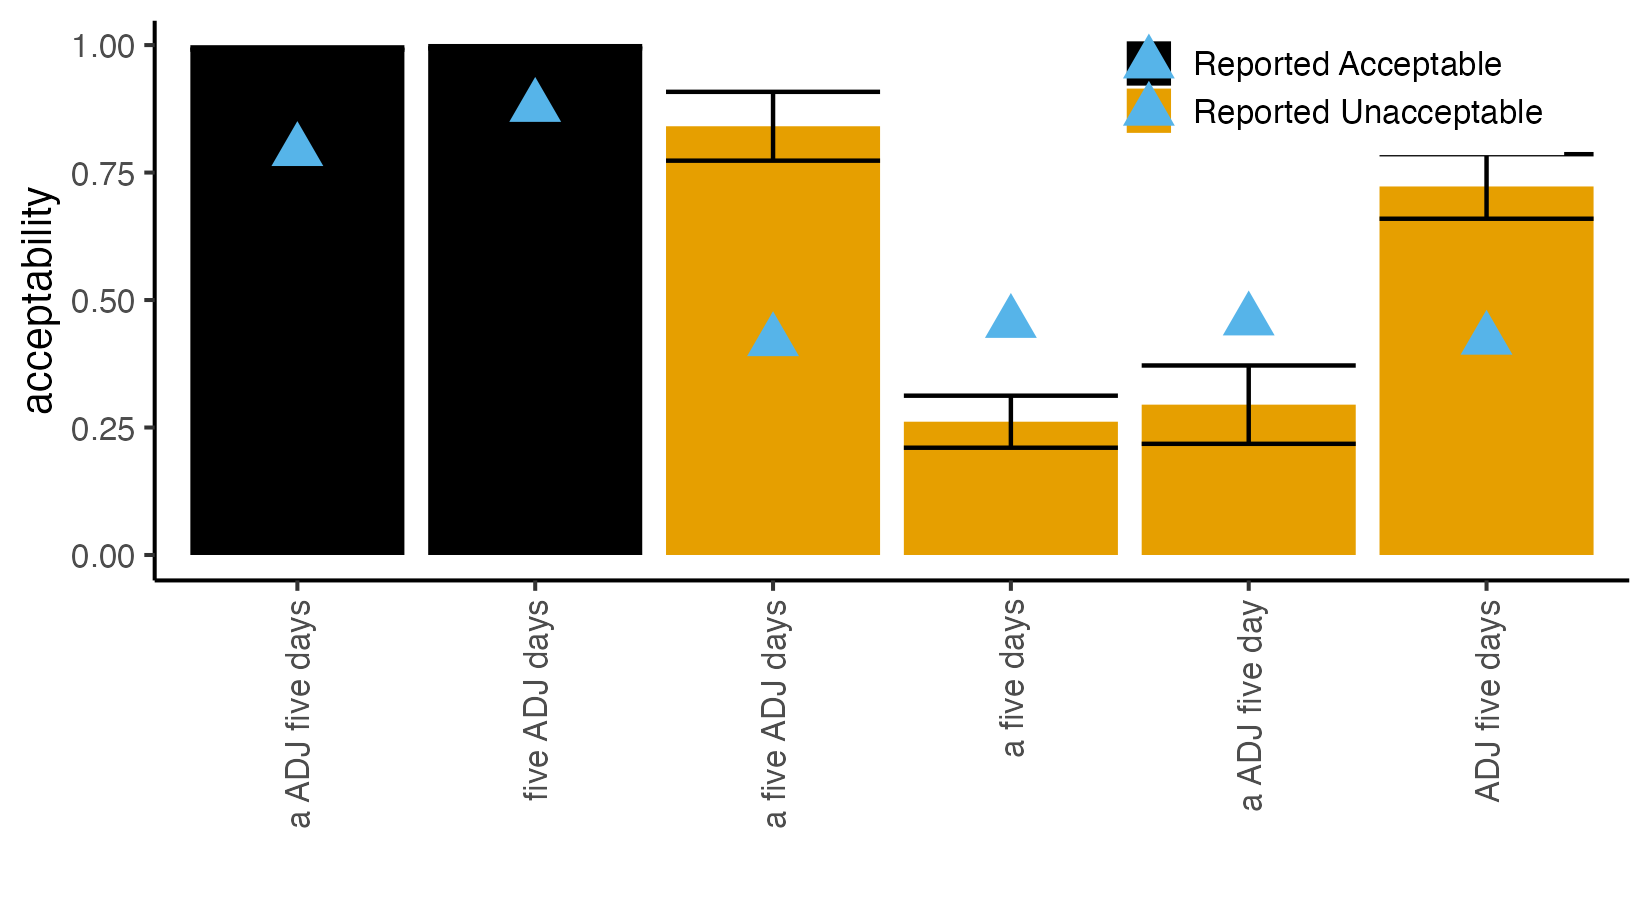 Reported Acceptable
Reported Unacceptable
acceptability
1.00
0.75
0.50
0.25
0.00
a ADJ five days
five ADJ days
a five ADJ days
a five days
a ADJ five day
ADJ five days